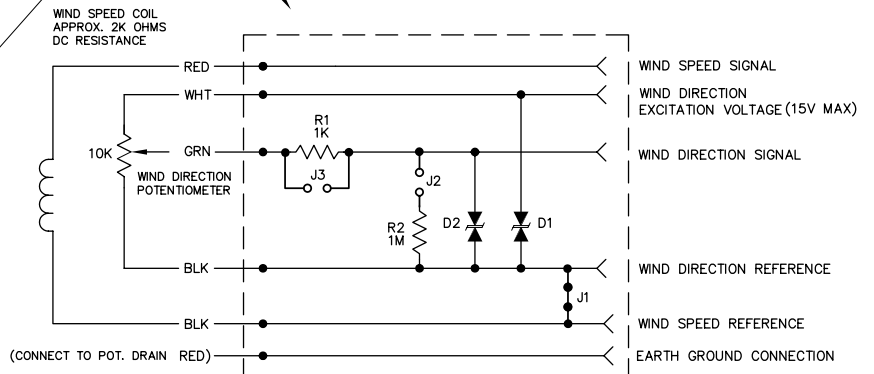 WIND SPEED COIL
APPROX. 2K OHMS
DC RESISTANCE
RED
WIND SPEED SIGNAL
WHT
WIND DIRECTION
EXCITATION VOLTAGE (15V MAX)
R1
1K
10K
GRN
WIND DIRECTION SIGNAL
J3
J2
WIND DIRECTION
POTENTIOMETER
R2
1M
D2
D1
BLK
WIND DIRECTION REFERENCE
J1
BLK
WIND SPEED REFERENCE
(CONNECT TO POT. DRAIN RED)
EARTH GROUND CONNECTION